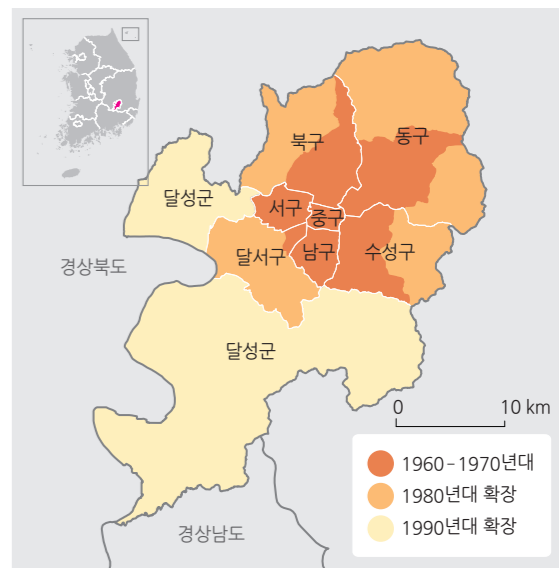 북구
동구
달성군
서구
중구
달서구
남구
수성구
경상북도
달성군
0 10 km
1960-1970년대
1980년대 확장
1990년대 확장
경상남도